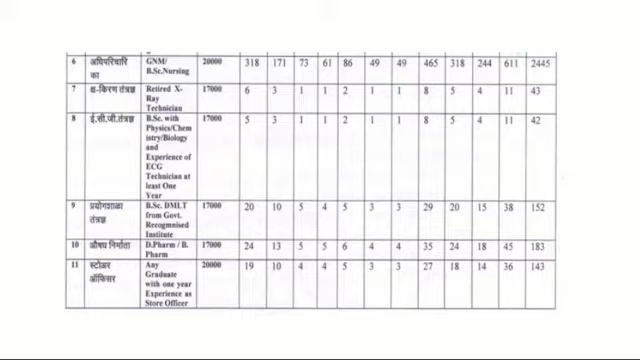 6 अधिपरिचारि GNM/ 20000 318 171 73 61 86 49 49 465 318 244 611 2445
का B.Sc.Nursing
7 क्ष-किरण तंत्रज्ञ Retired X- 17000 6 3 1 1 2 1 1 8 5 4 11 43
Ray
Technician
8 ई.सी.जी.तंत्रज्ञ B.Sc. with 17000 5 3 1 1 2 1 1 8 5 4 11 42
Physics/Chem
istry/Biology
and
Experience of
ECG
Technician at
least One
Year
9 प्रयोगशाळा B.Sc. DMLT 17000 20 10 5 4 5 3 3 29 20 15 38 152
तंत्रज्ञ from Govt.
Recogmnised
Institute
10 औषध निर्माता D.Pharm / B. 17000 24 13 5 5 6 4 4 35 24 18 45 183
Pharm
11 स्टोअर Any 20000 19 10 4 4 5 3 3 27 18 14 36 143
ऑफिसर Graduate
with one year
Experience as
Store Officer